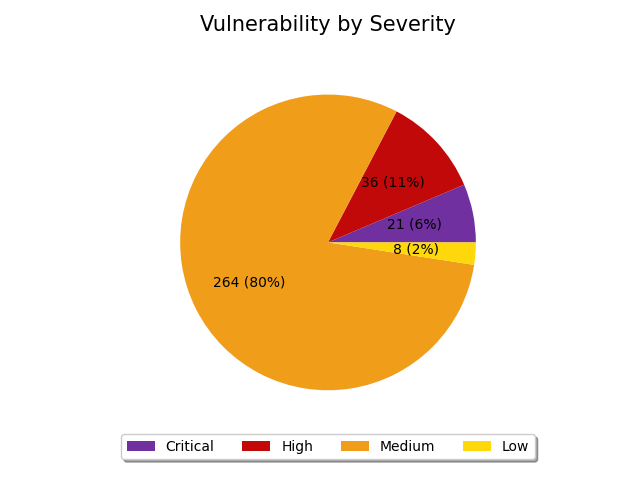 Vulnerability by Severity
36 (11%)
21 (6%)
8 (2%)
264 (80%)
Critical High Medium Low